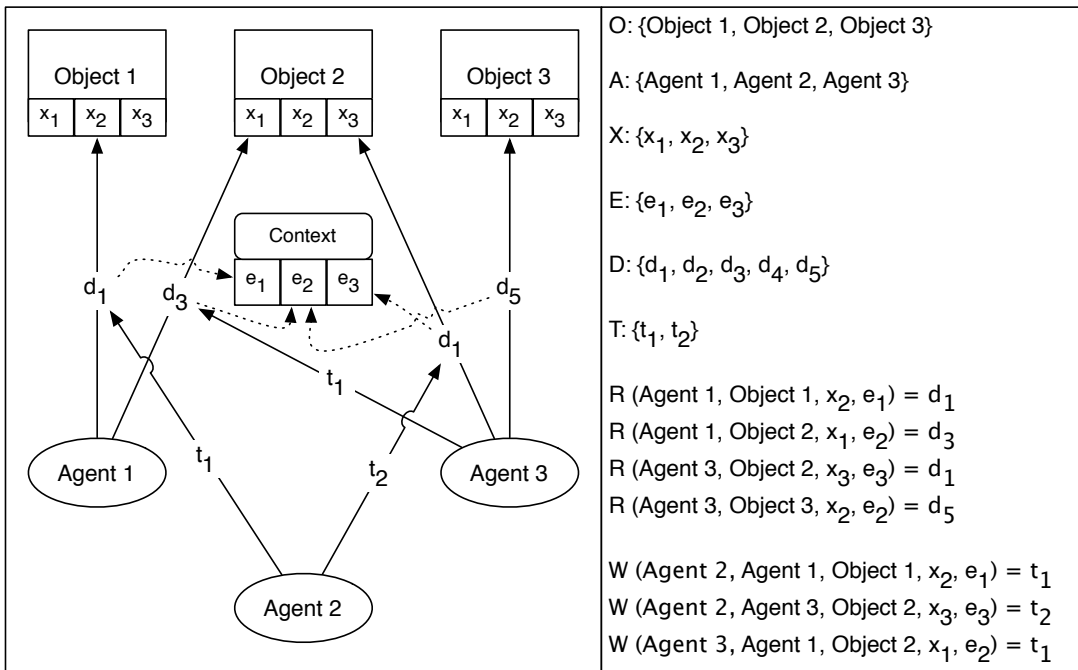 Object 1
x₁ x₂ x₃
Object 2
x₁ x₂ x₃
Object 3
x₁ x₂ x₃
Context
e₁ e₂ e₃
d₁
d₃
d₅
d₁
t₁
t₁
t₂
Agent 1
Agent 3
Agent 2
O: {Object 1, Object 2, Object 3}
A: {Agent 1, Agent 2, Agent 3}
X: {x₁, x₂, x₃}
E: {e₁, e₂, e₃}
D: {d₁, d₂, d₃, d₄, d₅}
T: {t₁, t₂}
R (Agent 1, Object 1, x₂, e₁) = d₁
R (Agent 1, Object 2, x₁, e₂) = d₃
R (Agent 3, Object 2, x₃, e₃) = d₁
R (Agent 3, Object 3, x₂, e₂) = d₅
W (Agent 2, Agent 1, Object 1, x₂, e₁) = t₁
W (Agent 2, Agent 3, Object 2, x₃, e₃) = t₂
W (Agent 3, Agent 1, Object 2, x₁, e₂) = t₁